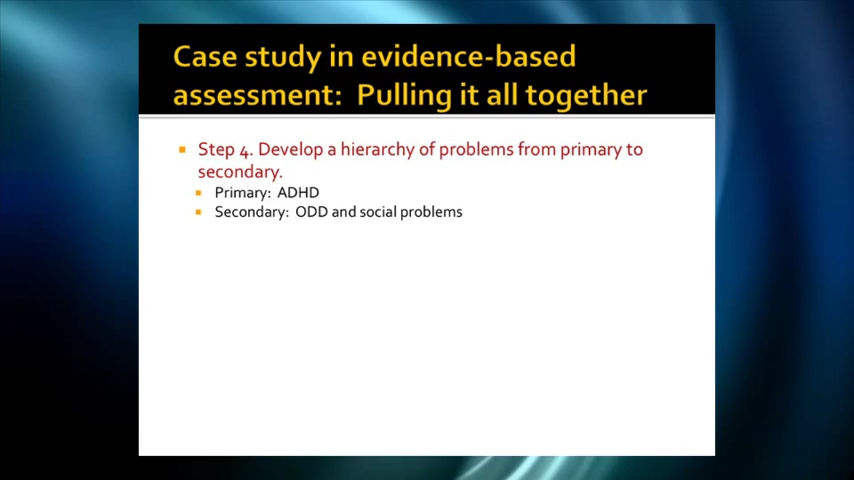 Case study in evidence-based
assessment: Pulling it all together
Step 4. Develop a hierarchy of problems from primary to
secondary.
Primary: ADHD
Secondary: ODD and social problems